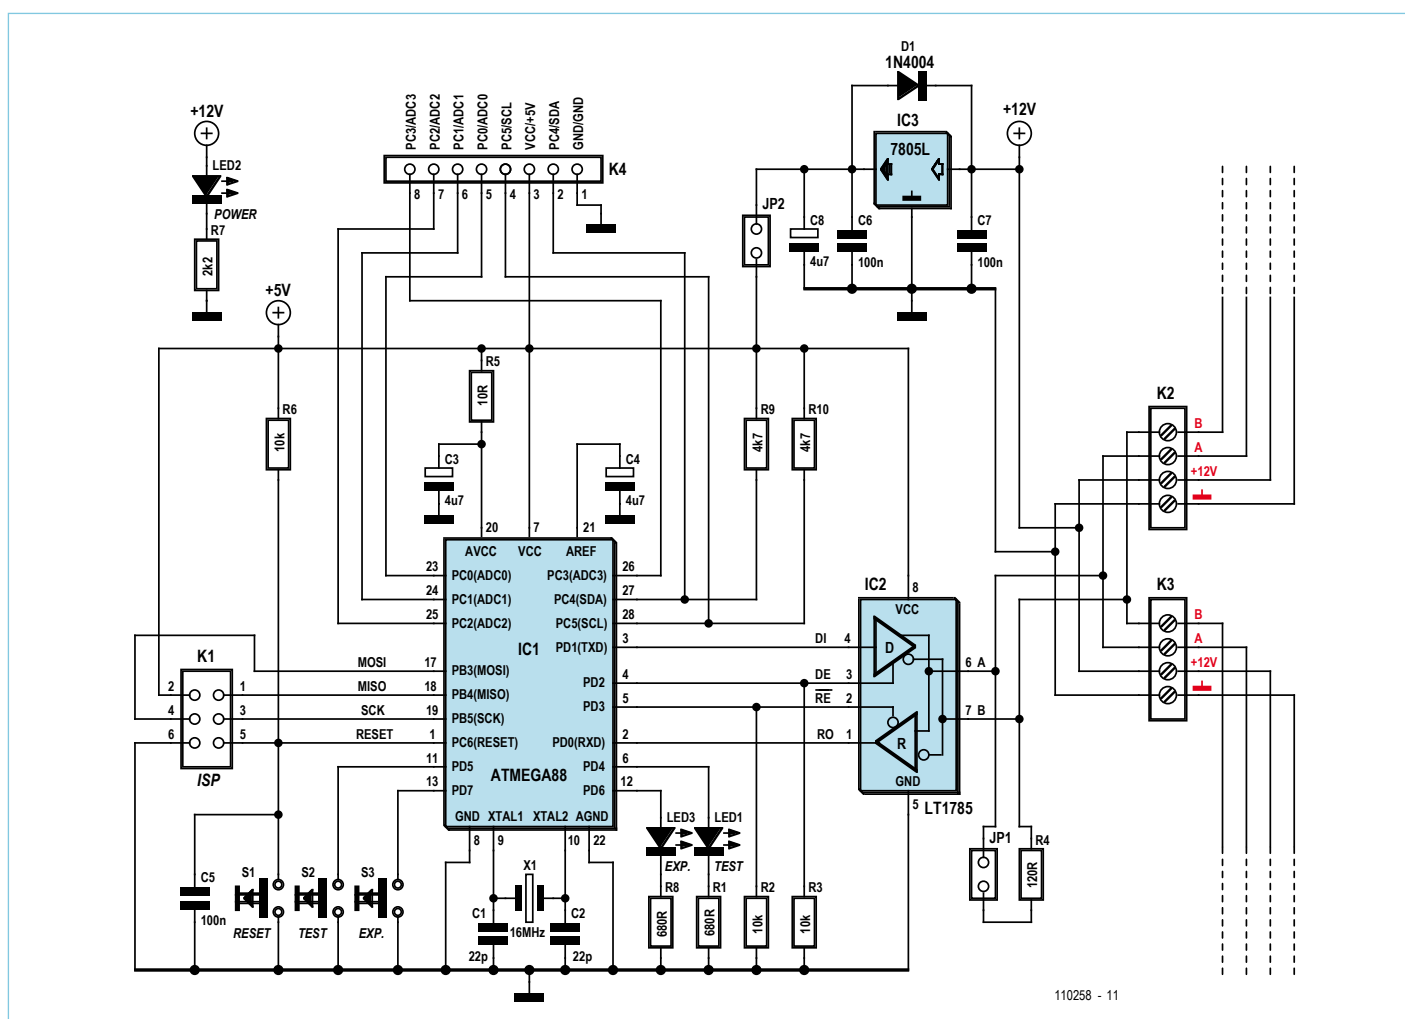 D1
1N4004
+12V
LED2
POWER
R7
2k2
+5V
PC3/ADC3
PC2/ADC2
PC1/ADC1
PC0/ADC0
PC5/SCL
VCC/+5V
PC4/SDA
GND/GND
K4
8 7 6 5 4 3 2 1
JP2
IC3
7805L
+12V
C8
4u7
C6
100n
C7
100n
R5
10R
R6
10k
C3
4u7
C4
4u7
R9
4k7
R10
4k7
K2
B
A
+12V
K3
B
A
+12V
20 7 21
AVCC VCC AREF
23 PC0(ADC0) PC3(ADC3) 26
24 PC1(ADC1) PC4(SDA) 27
25 PC2(ADC2) PC5(SCL) 28
IC1 PD1(TXD) 3
MOSI 17 PB3(MOSI)
MISO 18 PB4(MISO) PD2 4
SCK 19 PB5(SCK) PD3 5
RESET 1 PC6(RESET) PD0(RXD) 2
11 PD5 ATMEGA88 PD4 6
13 PD7 PD6 12
GND XTAL1 XTAL2 AGND
8 9 10 22
K1
2 1
4 3
6 5
ISP
IC2
8
VCC
DI 4 D
DE 3
RE 2
RO 1 R
6 A
7 B
GND
5
LT1785
JP1
R4
120R
C5
100n
S1
RESET
S2
TEST
S3
EXP.
X1
16MHz
C1
22p
C2
22p
LED3
EXP.
LED1
TEST
R8
680R
R1
680R
R2
10k
R3
10k
110258 - 11